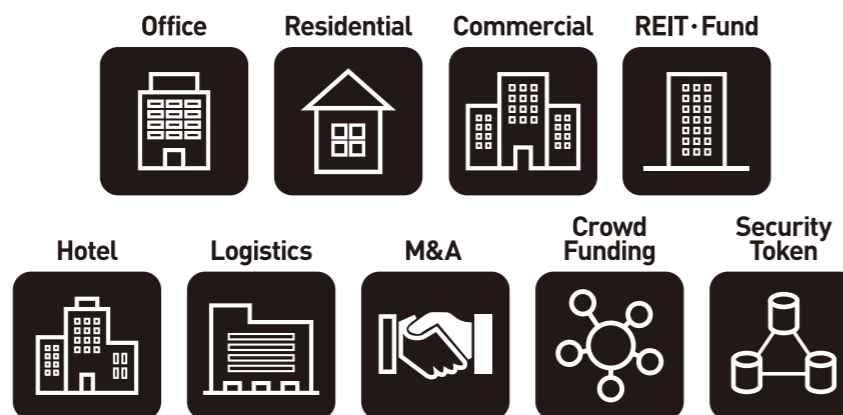 Office
Residential
Commercial
REIT·Fund
Hotel
Logistics
M&A
Crowd
Funding
Security
Token